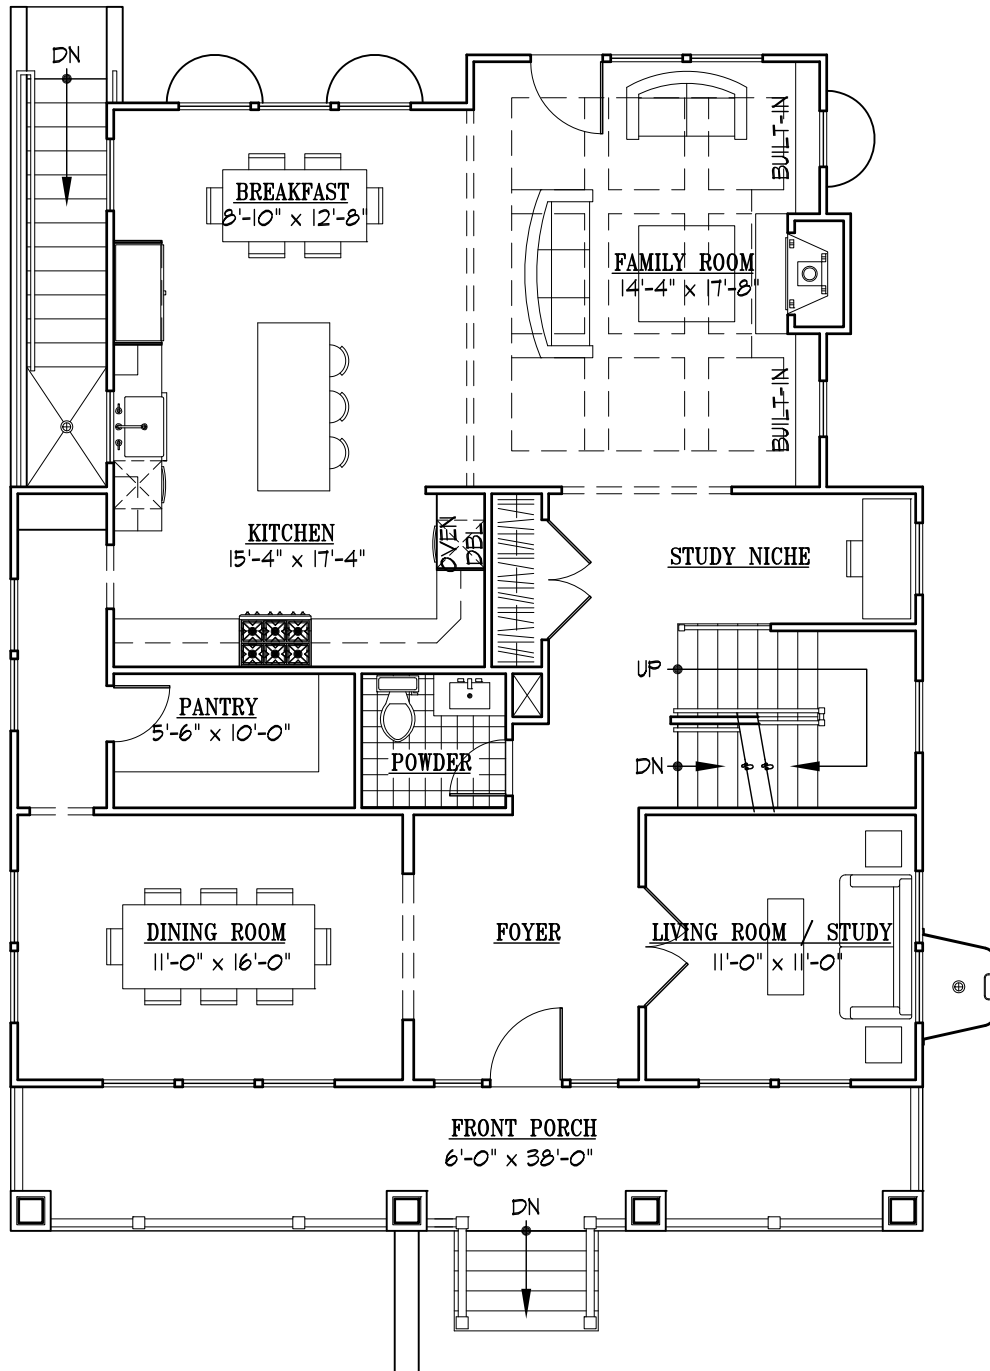 DN
BREAKFAST
8'-10" x 12'-8"
BUILT-IN
FAMILY ROOM
14'-4" x 17'-8"
BUILT-IN
KITCHEN
15'-4" x 17'-4"
OVEN
DBL
STUDY NICHE
UP
PANTRY
5'-6" x 10'-0"
POWDER
DN
DINING ROOM
11'-0" x 16'-0"
FOYER
LIVING ROOM / STUDY
11'-0" x 11'-0"
FRONT PORCH
6'-0" x 38'-0"
DN